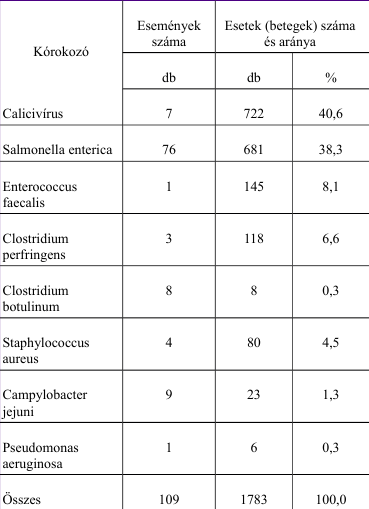 Kórokozó
Események
száma
Esetek (betegek) száma
és aránya
db
db
%
Calicivírus 7 722 40,6
Salmonella enterica 76 681 38,3
Enterococcus
faecalis
1 145 8,1
Clostridium
perfringens
3 118 6,6
Clostridium
botulinum
8 8 0,3
Staphylococcus
aureus
4 80 4,5
Campylobacter
jejuni
9 23 1,3
Pseudomonas
aeruginosa
1 6 0,3
Összes 109 1783 100,0